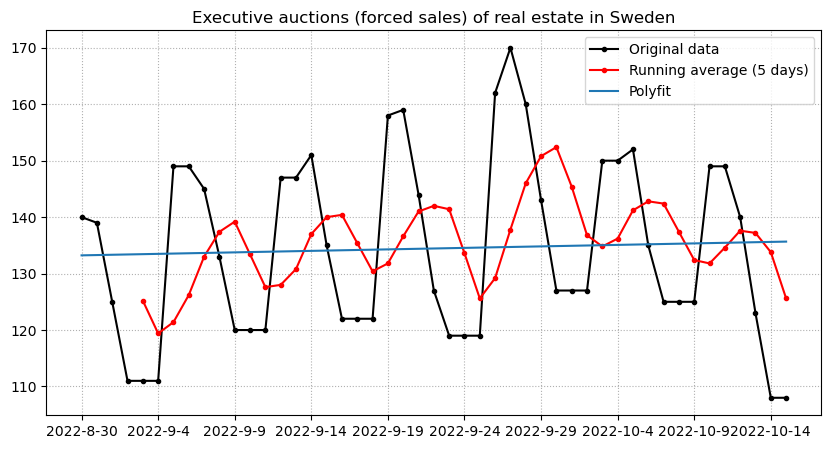 Executive auctions (forced sales) of real estate in Sweden
170
160
150
140
130
120
110
Original data
Running average (5 days)
Polyfit
2022-8-30 2022-9-4 2022-9-9 2022-9-14 2022-9-19 2022-9-24 2022-9-29 2022-10-4 2022-10-9 2022-10-14